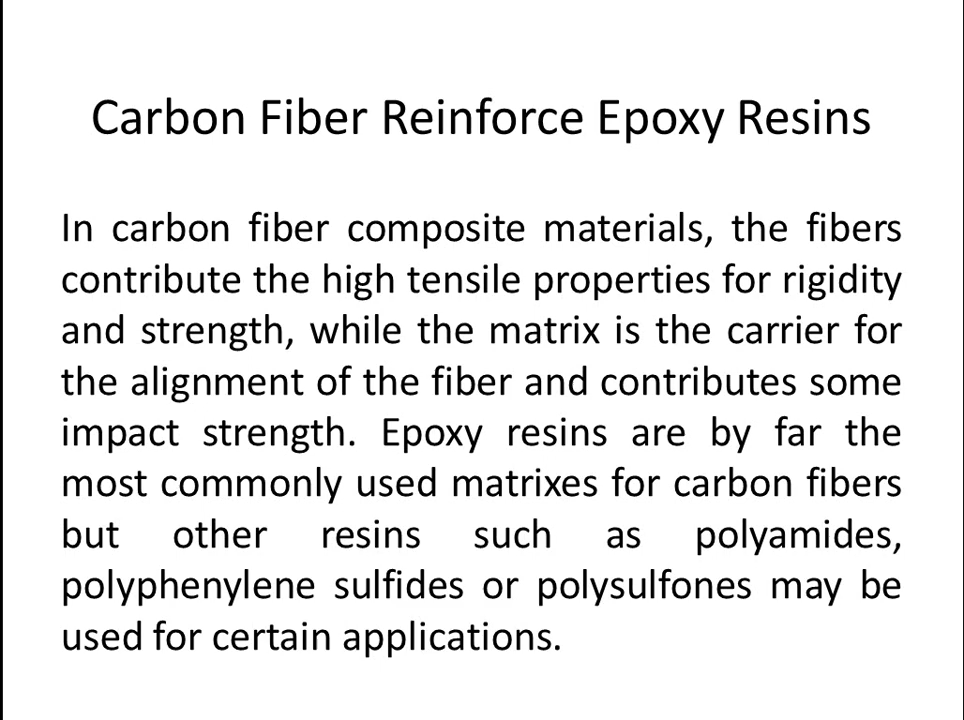 Carbon Fiber Reinforce Epoxy Resins
In carbon fiber composite materials, the fibers
contribute the high tensile properties for rigidity
and strength, while the matrix is the carrier for
the alignment of the fiber and contributes some
impact strength. Epoxy resins are by far the
most commonly used matrixes for carbon fibers
but other resins such as polyamides,
polyphenylene sulfides or polysulfones may be
used for certain applications.